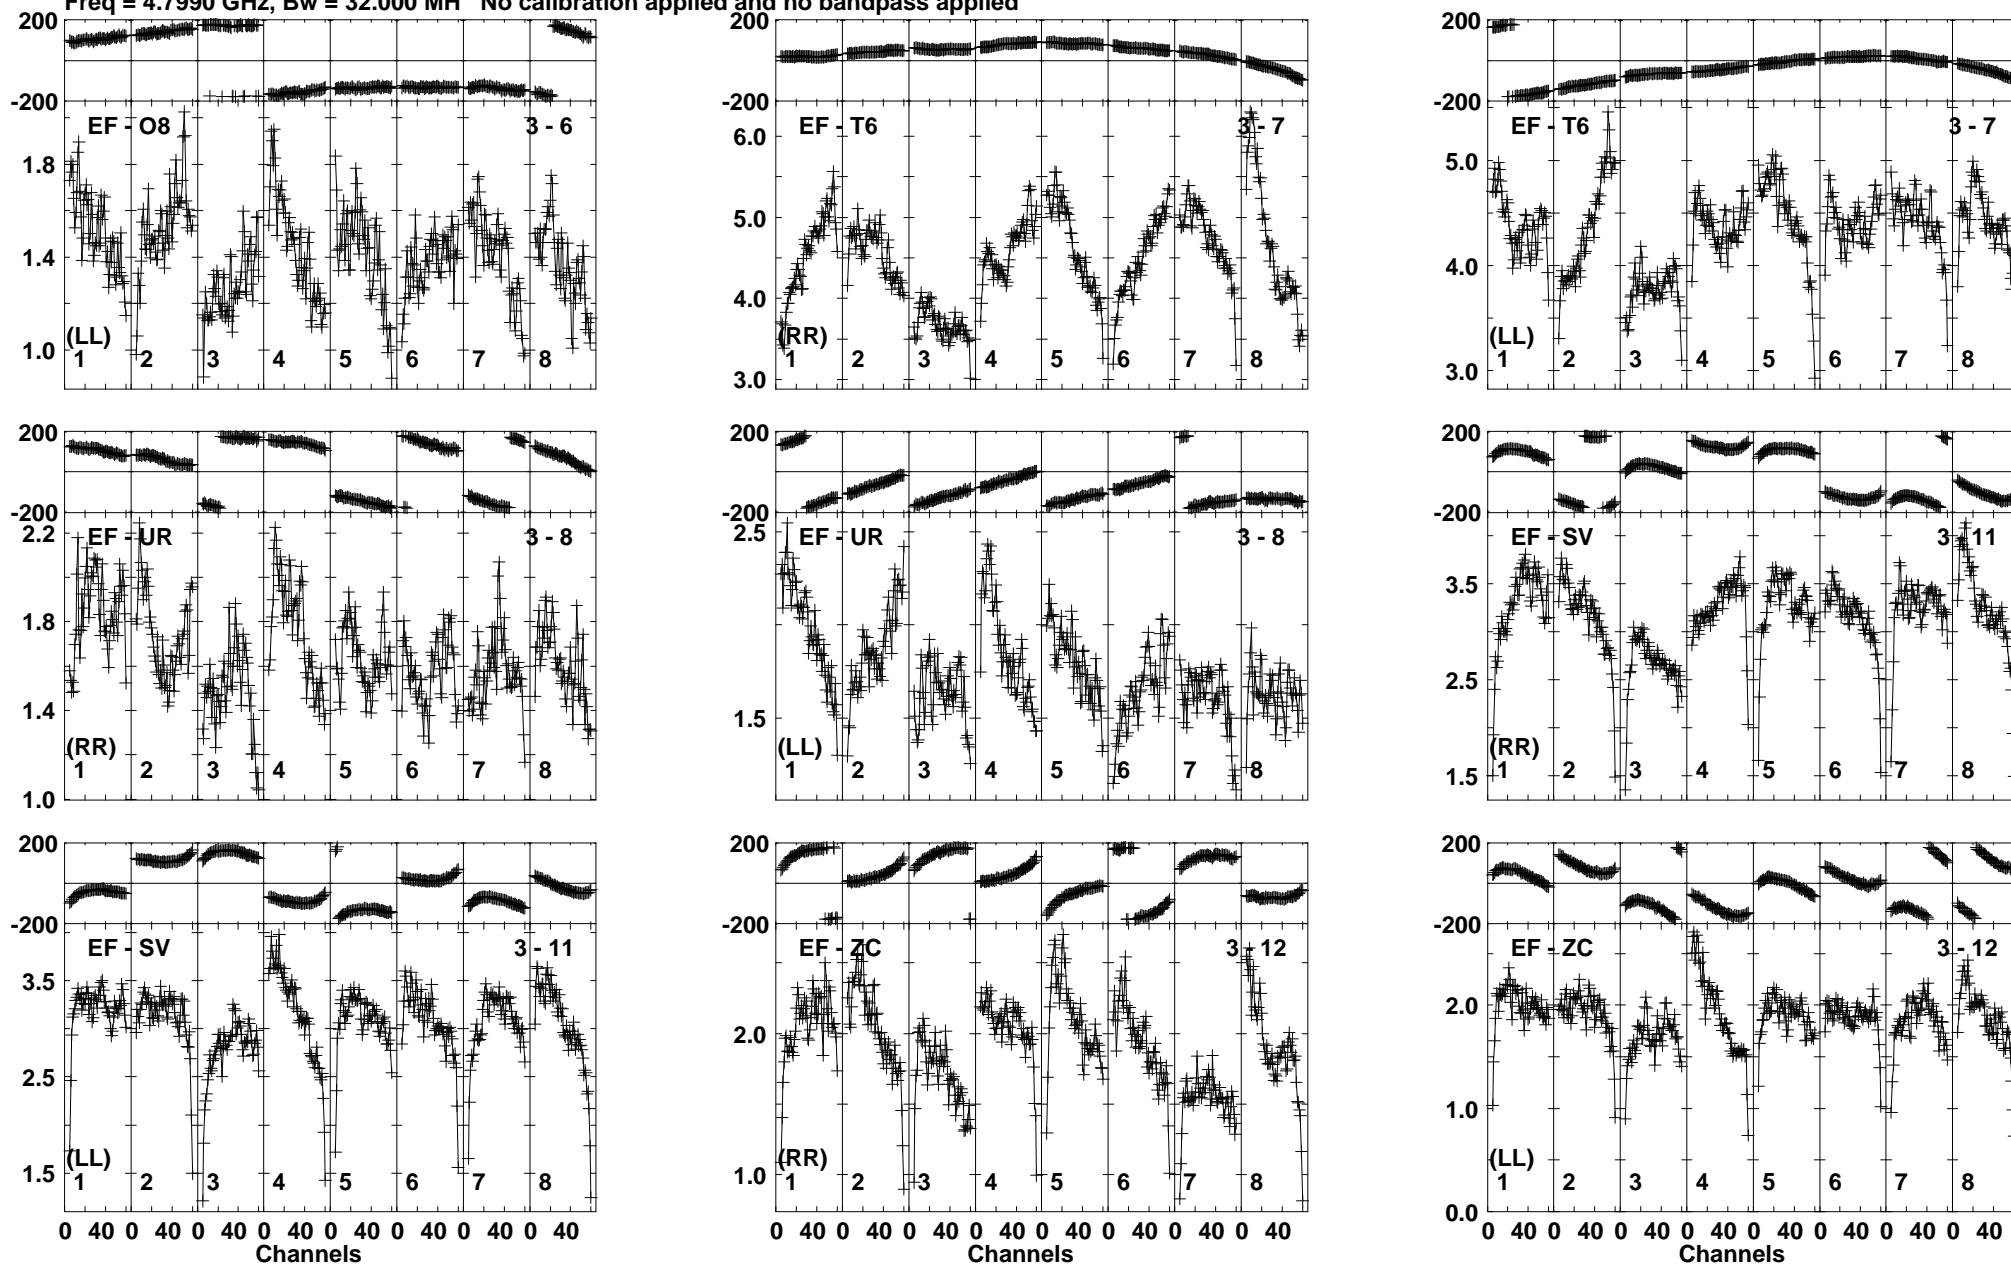 Freq = 4.7990 GHz, Bw = 32.000 MH No calibration applied and no bandpass applied
200 200 200
-200 -200 -200
EF - O8 3 - 6 EF - T6 3 - 7 EF - T6 3 - 7
1.8 6.0 5.0
1.4 5.0 4.0
1.0 4.0 3.0
3.0
(LL) (RR) (LL)
1 2 3 4 5 6 7 8 1 2 3 4 5 6 7 8 1 2 3 4 5 6 7 8
200 200 200
-200 -200 -200
EF - UR 3 - 8 EF - UR 3 - 8 EF - SV 3 - 11
2.2 2.5 3.5
1.8 1.5 2.5
1.4 1.5
1.0
(RR) (LL) (RR)
1 2 3 4 5 6 7 8 1 2 3 4 5 6 7 8 1 2 3 4 5 6 7 8
200 200 200
-200 -200 -200
EF - SV 3 - 11 EF - ZC 3 - 12 EF - ZC 3 - 12
3.5 2.0 2.0
2.5 1.0 1.0
1.5 0.0
(LL) (RR) (LL)
1 2 3 4 5 6 7 8 1 2 3 4 5 6 7 8 1 2 3 4 5 6 7 8
0 40 0 40 0 40 0 40 0 40 0 40 0 40 0 40 0 40 0 40 0 40 0 40 0 40 0 40 0 40 0 40 0 40 0 40 0 40 0 40 0 40 0 40 0 40 0 40
Channels Channels Channels